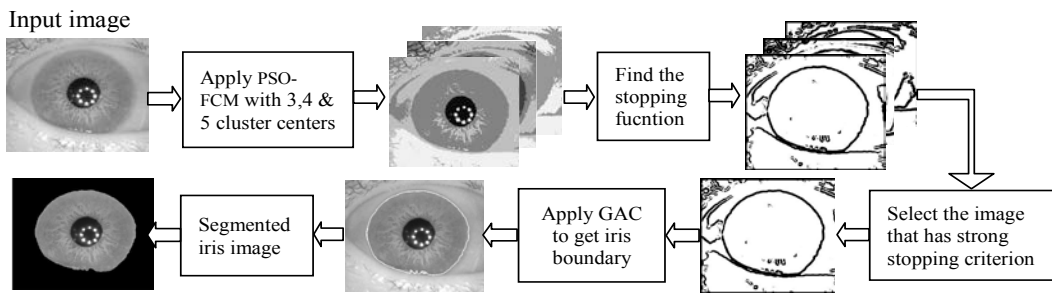 Input image
Apply PSO-
FCM with 3,4 &
5 cluster centers
Find the
stopping
fucntion
Select the image
that has strong
stopping criterion
Apply GAC
to get iris
boundary
Segmented
iris image